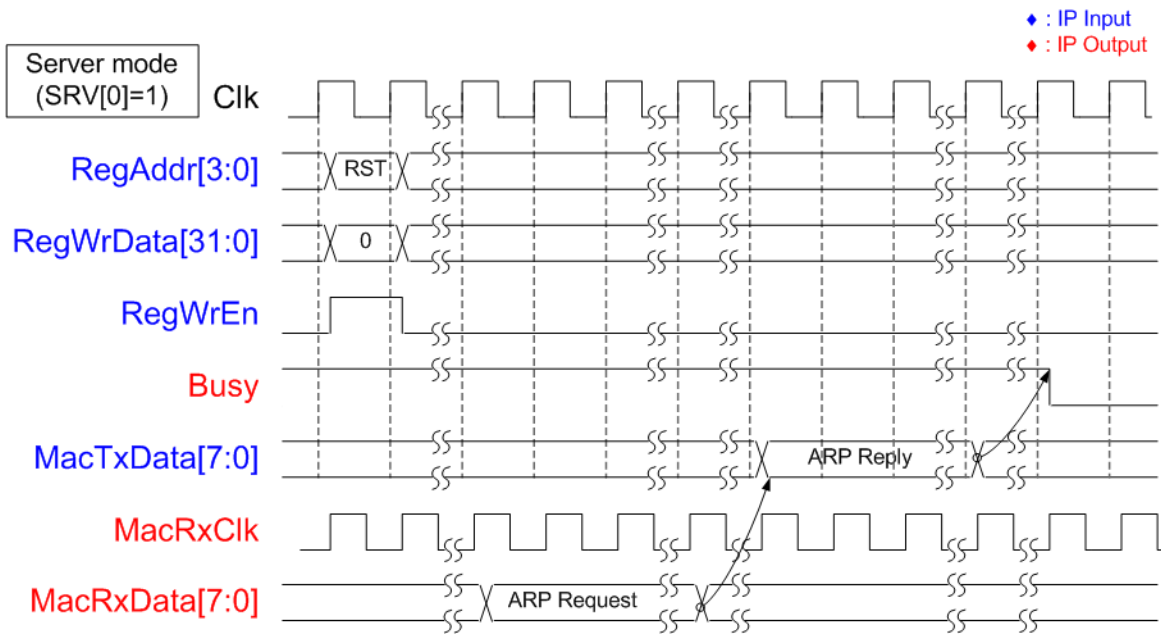 ♦ : IP Input
♦ : IP Output
Server mode
(SRV[0]=1)
Clk
RegAddr[3:0]
RST
RegWrData[31:0]
0
RegWrEn
Busy
MacTxData[7:0]
ARP Reply
MacRxClk
MacRxData[7:0]
ARP Request